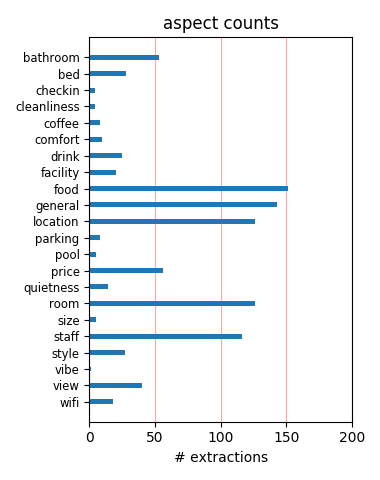 aspect counts
bathroom
bed
checkin
cleanliness
coffee
comfort
drink
facility
food
general
location
parking
pool
price
quietness
room
size
staff
style
vibe
view
wifi
0 50 100 150 200
# extractions